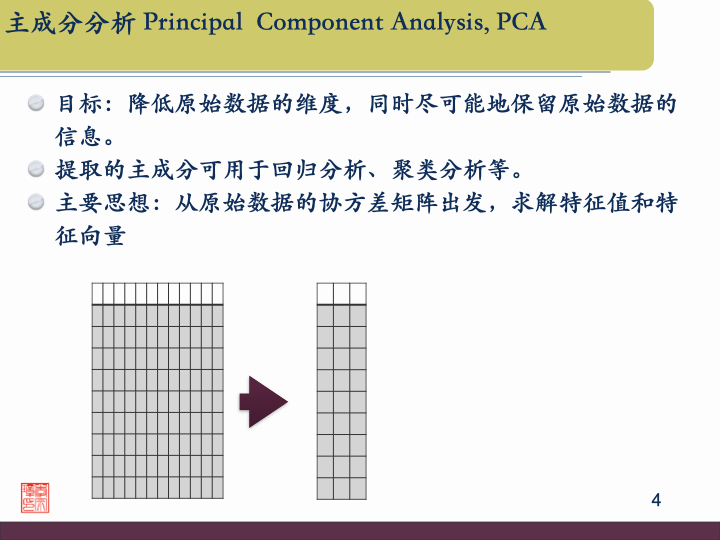 主成分分析 Principal Component Analysis, PCA
目标：降低原始数据的维度，同时尽可能地保留原始数据的
信息。
提取的主成分可用于回归分析、聚类分析等。
主要思想：从原始数据的协方差矩阵出发，求解特征值和特
征向量
4